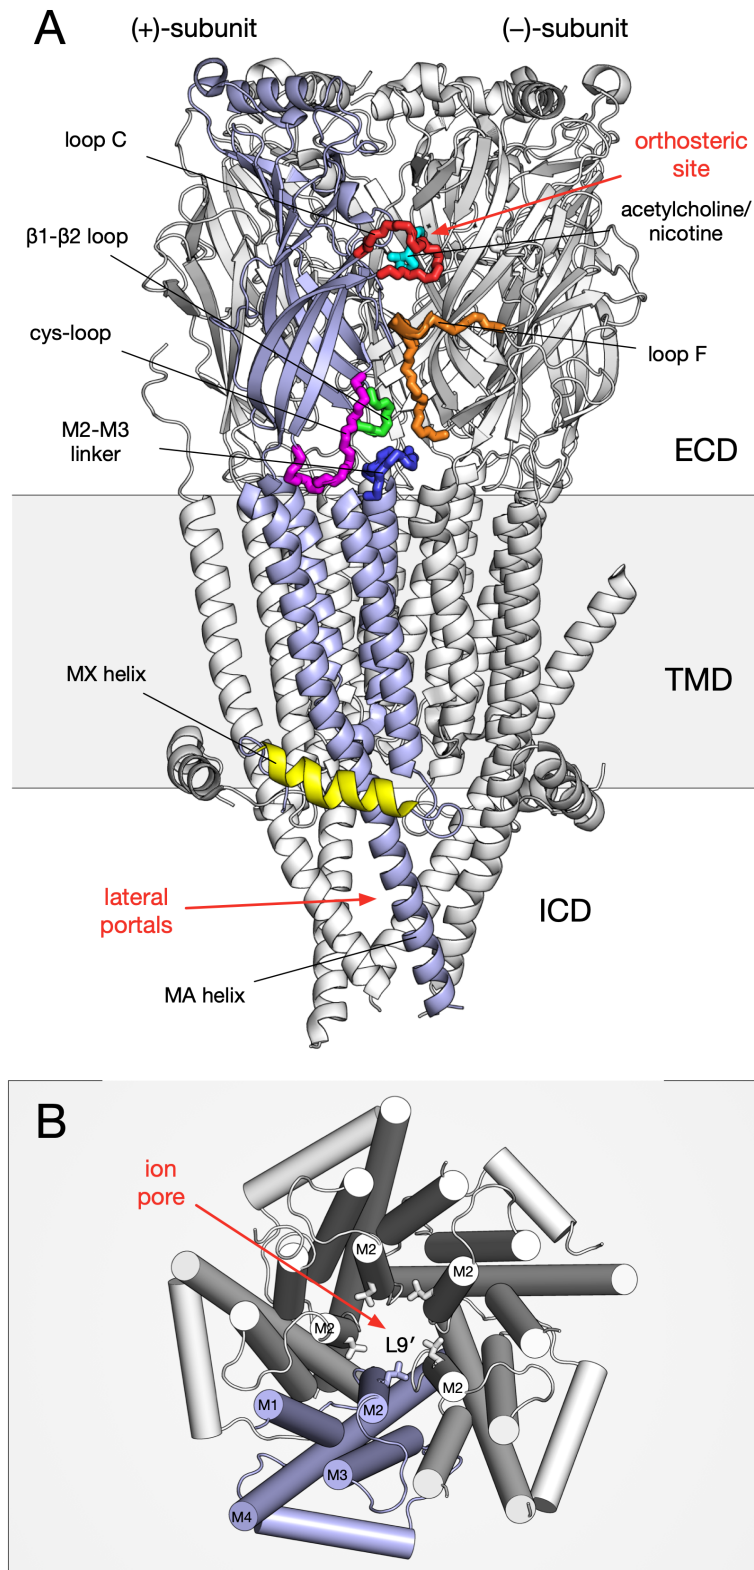 A
(+)-subunit
(–)-subunit
loop C
orthosteric
site
acetylcholine/
nicotine
β1-β2 loop
cys-loop
loop F
M2-M3
linker
ECD
MX helix
TMD
lateral
portals
ICD
MA helix
B
ion
pore
M2
M2
M2
L9′
M2
M2
M1
M3
M4